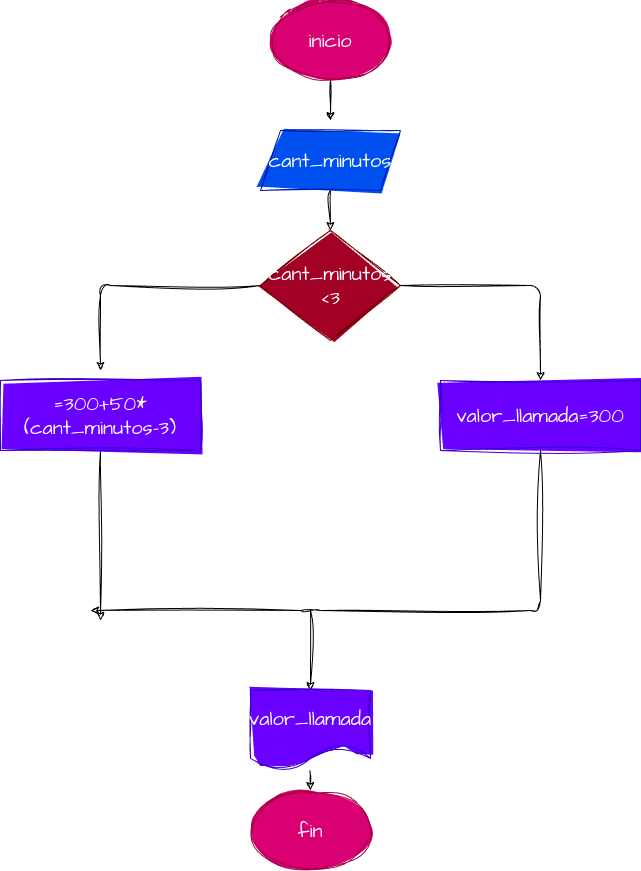 inicio
cant_minutos
cant_minutos
<3
=300+50*
(cant_minutos-3)
valor_llamada=300
valor_llamada
fin